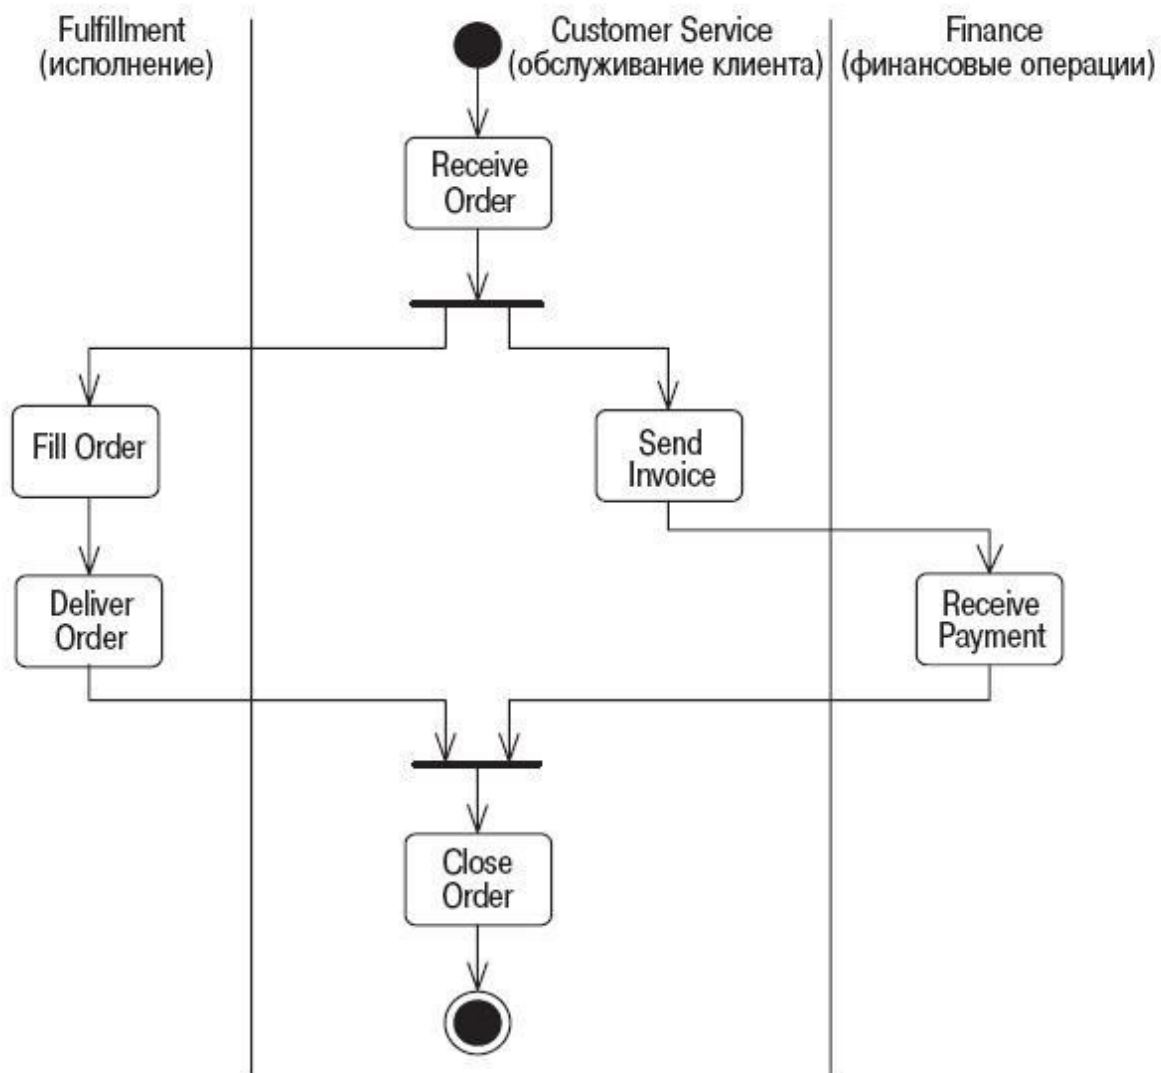 Fulfillment
(исполнение)
Customer Service
(обслуживание клиента)
Finance
(финансовые операции)
Receive
Order
Fill Order
Send
Invoice
Deliver
Order
Receive
Payment
Close
Order